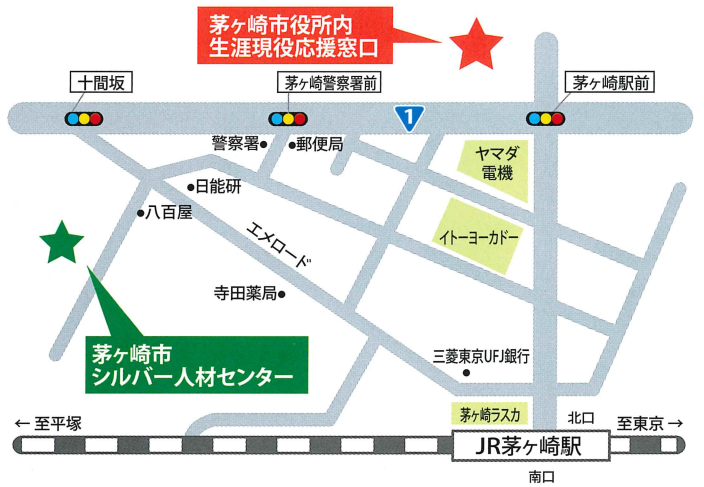 茅ヶ崎市役所内
生涯現役応援窓口
十間坂
茅ヶ崎警察署前
1
茅ヶ崎駅前
警察署
郵便局
ヤマダ
電機
日能研
八百屋
イトーヨーカドー
エメロード
寺田薬局
茅ヶ崎市
シルバー人材センター
三菱東京UFJ銀行
茅ヶ崎ラスカ
北口
← 至平塚
至東京 →
JR茅ヶ崎駅
南口